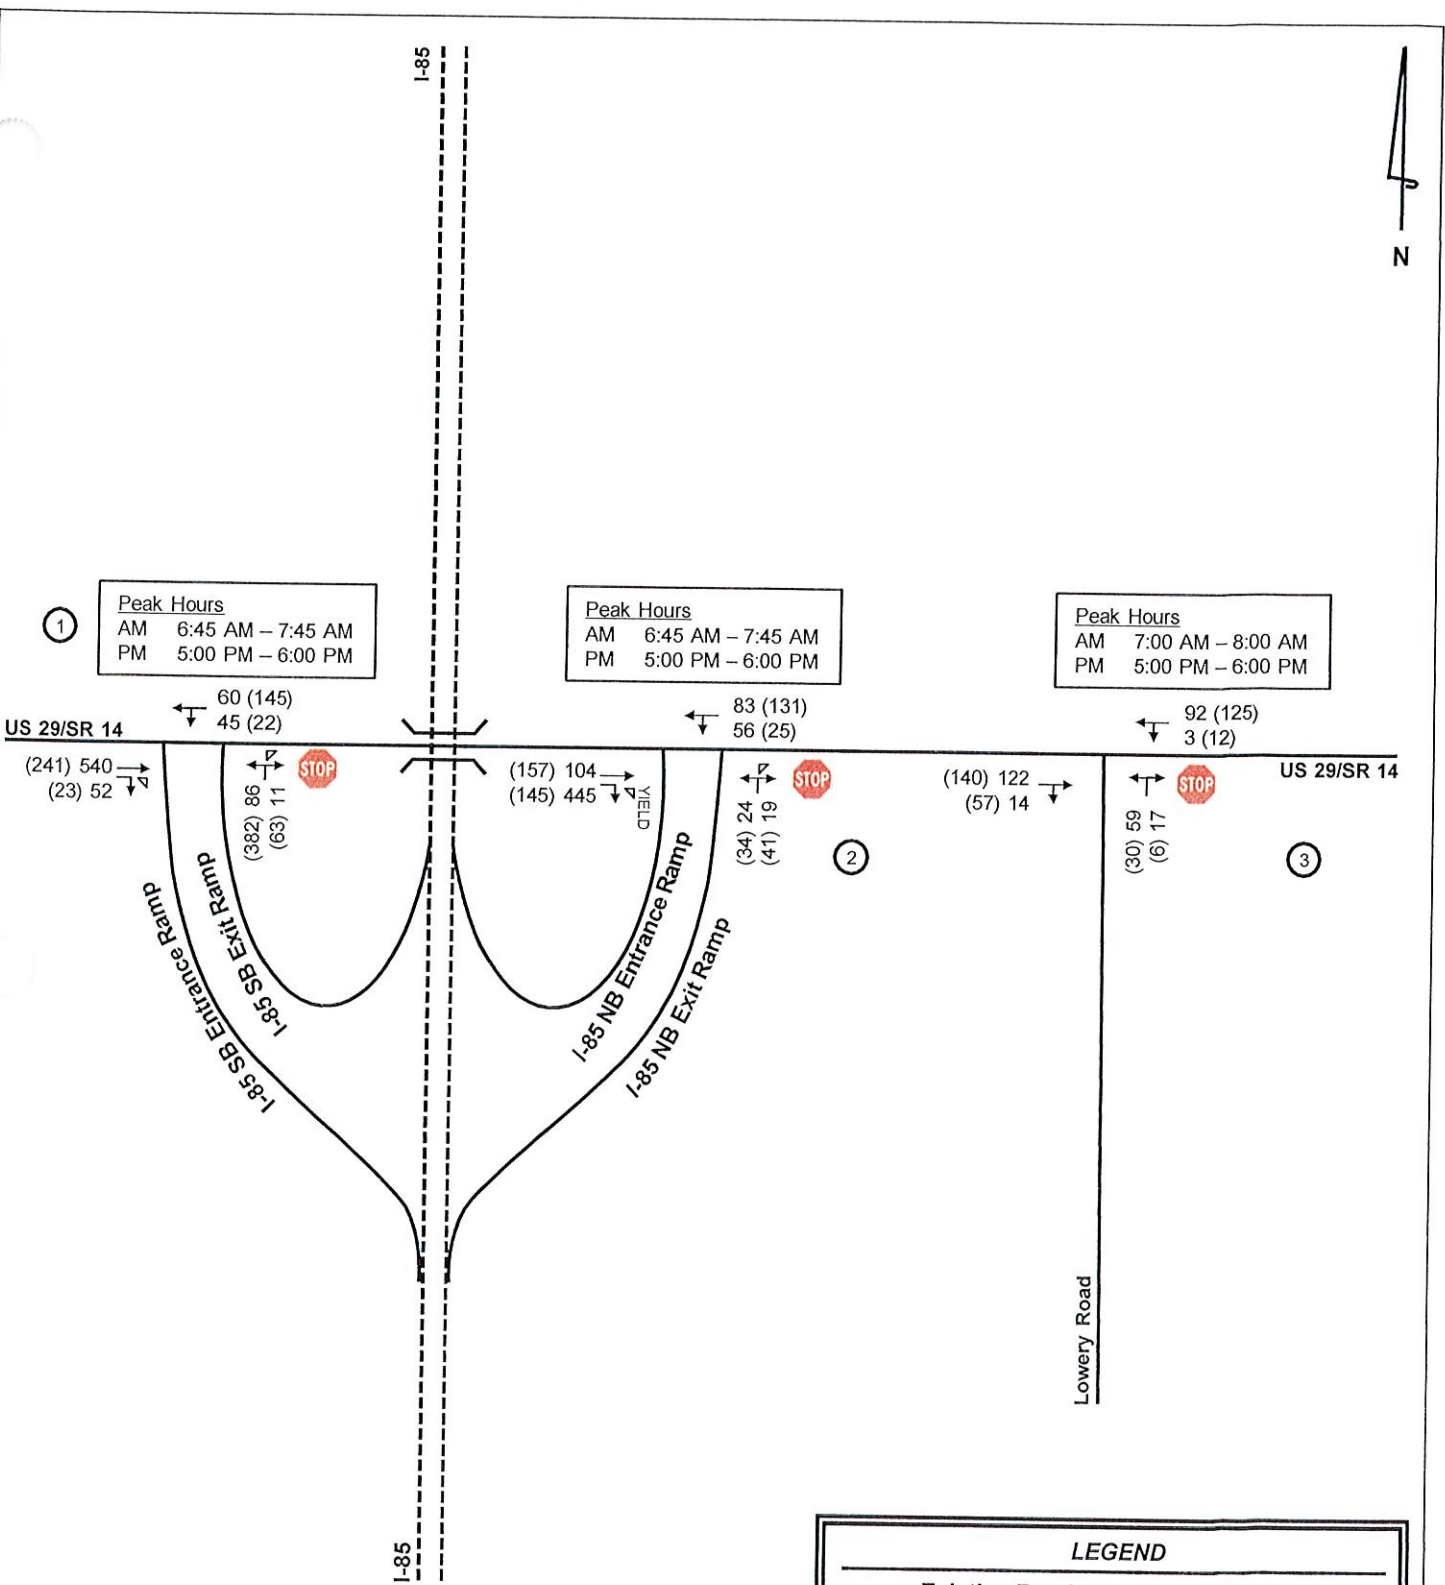 I-85
N
1
Peak Hours
AM 6:45 AM – 7:45 AM
PM 5:00 PM – 6:00 PM
Peak Hours
AM 6:45 AM – 7:45 AM
PM 5:00 PM – 6:00 PM
Peak Hours
AM 7:00 AM – 8:00 AM
PM 5:00 PM – 6:00 PM
60 (145)
45 (22)
83 (131)
56 (25)
92 (125)
3 (12)
US 29/SR 14
US 29/SR 14
(241) 540
(23) 52
STOP
(382) 86
(63) 11
(157) 104
(145) 445
YIELD
STOP
(34) 24
(41) 19
2
(140) 122
(57) 14
STOP
(30) 59
(6) 17
3
I-85 SB Entrance Ramp
I-85 SB Exit Ramp
I-85 NB Entrance Ramp
I-85 NB Exit Ramp
Lowery Road
I-85
LEGEND